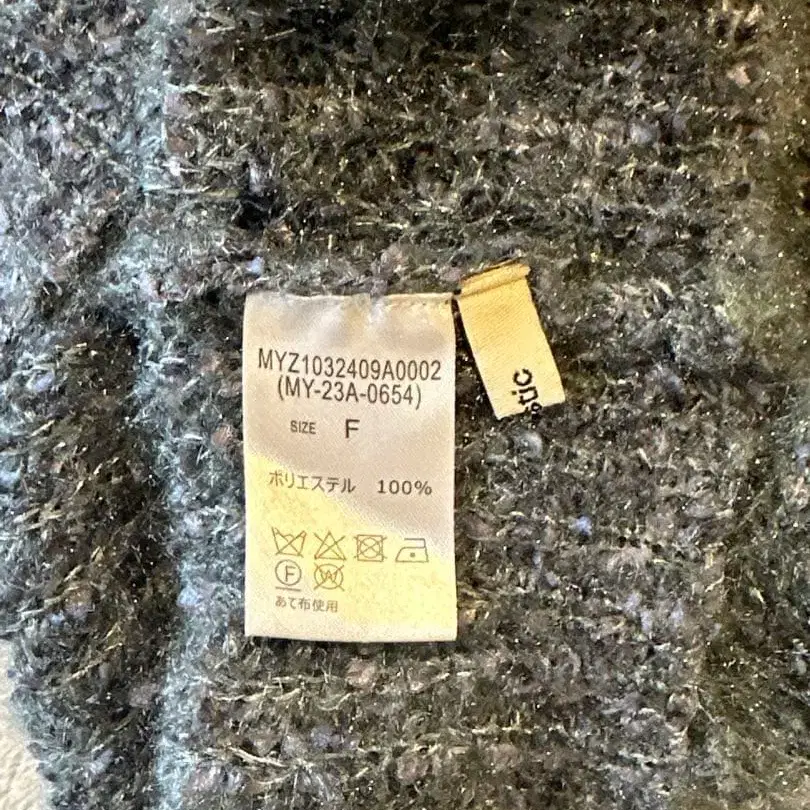 MYZ1032409A0002
(MY-23A-0654)
SIZE F
ポリエステル 100%
F W
あて布使用